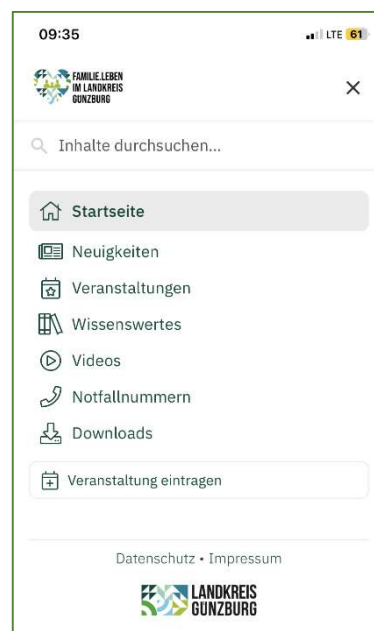 09:35 LTE 61
FAMILIE.LEBEN
IM LANDKREIS
GÜNZBURG
Inhalte durchsuchen...
Startseite
Neuigkeiten
Veranstaltungen
Wissenswertes
Videos
Notfallnummern
Downloads
Veranstaltung eintragen
Datenschutz • Impressum
LANDKREIS
GÜNZBURG